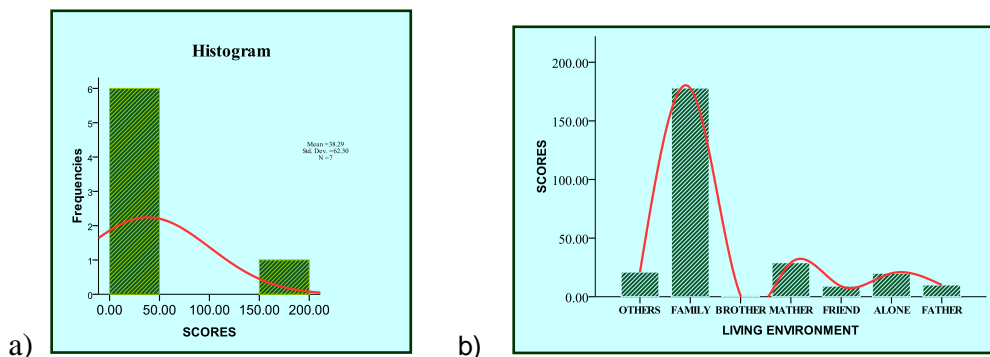 Histogram
6
5
4
3
2
1
0
Frequencies
Mean =38.29
Std. Dev. =62.30
N =7
0.00 50.00 100.00 150.00 200.00
SCORES
a)
200.00
150.00
100.00
50.00
0.00
SCORES
OTHERS FAMILY BROTHER MATHER FRIEND ALONE FATHER
LIVING ENVIRONMENT
b)